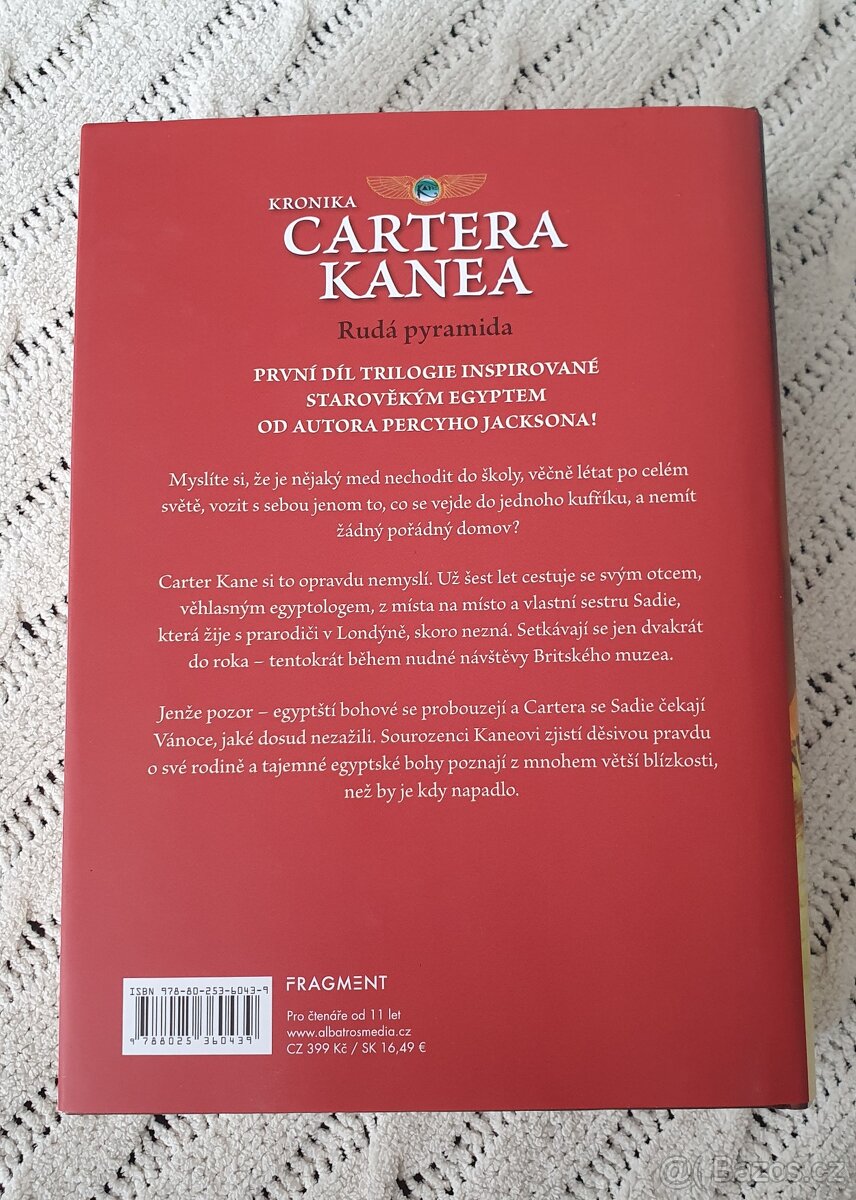 KANE
KRONIKA
CARTERA
KANEA
Rudá pyramida
PRVNÍ DÍL TRILOGIE INSPIROVANÉ
STAROVĚKÝM EGYPTEM
OD AUTORA PERCYHO JACKSONA!
Myslíte si, že je nějaký med nechodit do školy, věčně létat po celém
světě, vozit s sebou jenom to, co se vejde do jednoho kufříku, a nemít
žádný pořádný domov?
Carter Kane si to opravdu nemyslí. Už šest let cestuje se svým otcem,
věhlasným egyptologem, z místa na místo a vlastní sestru Sadie,
která žije s prarodiči v Londýně, skoro nezná. Setkávají se jen dvakrát
do roka – tentokrát během nudné návštěvy Britského muzea.
Jenže pozor – egyptští bohové se probouzejí a Cartera se Sadie čekají
Vánoce, jaké dosud nezažili. Sourozenci Kaneovi zjistí děsivou pravdu
o své rodině a tajemné egyptské bohy poznají z mnohem větší blízkosti,
než by je kdy napadlo.
ISBN 978-80-253-6043-9
9 788025 360439
FRAGMENT
Pro čtenáře od 11 let
www.albatrosmedia.cz
CZ 399 Kč / SK 16,49 €
@( Bazos.cz